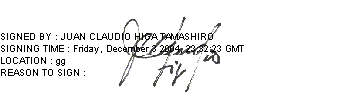 SIGNED BY : JUAN CLAUDIO HIGA TAMASHIRO
SIGNING TIME : Friday, December 3 2004, 23:32:23 GMT
LOCATION : gg
REASON TO SIGN :